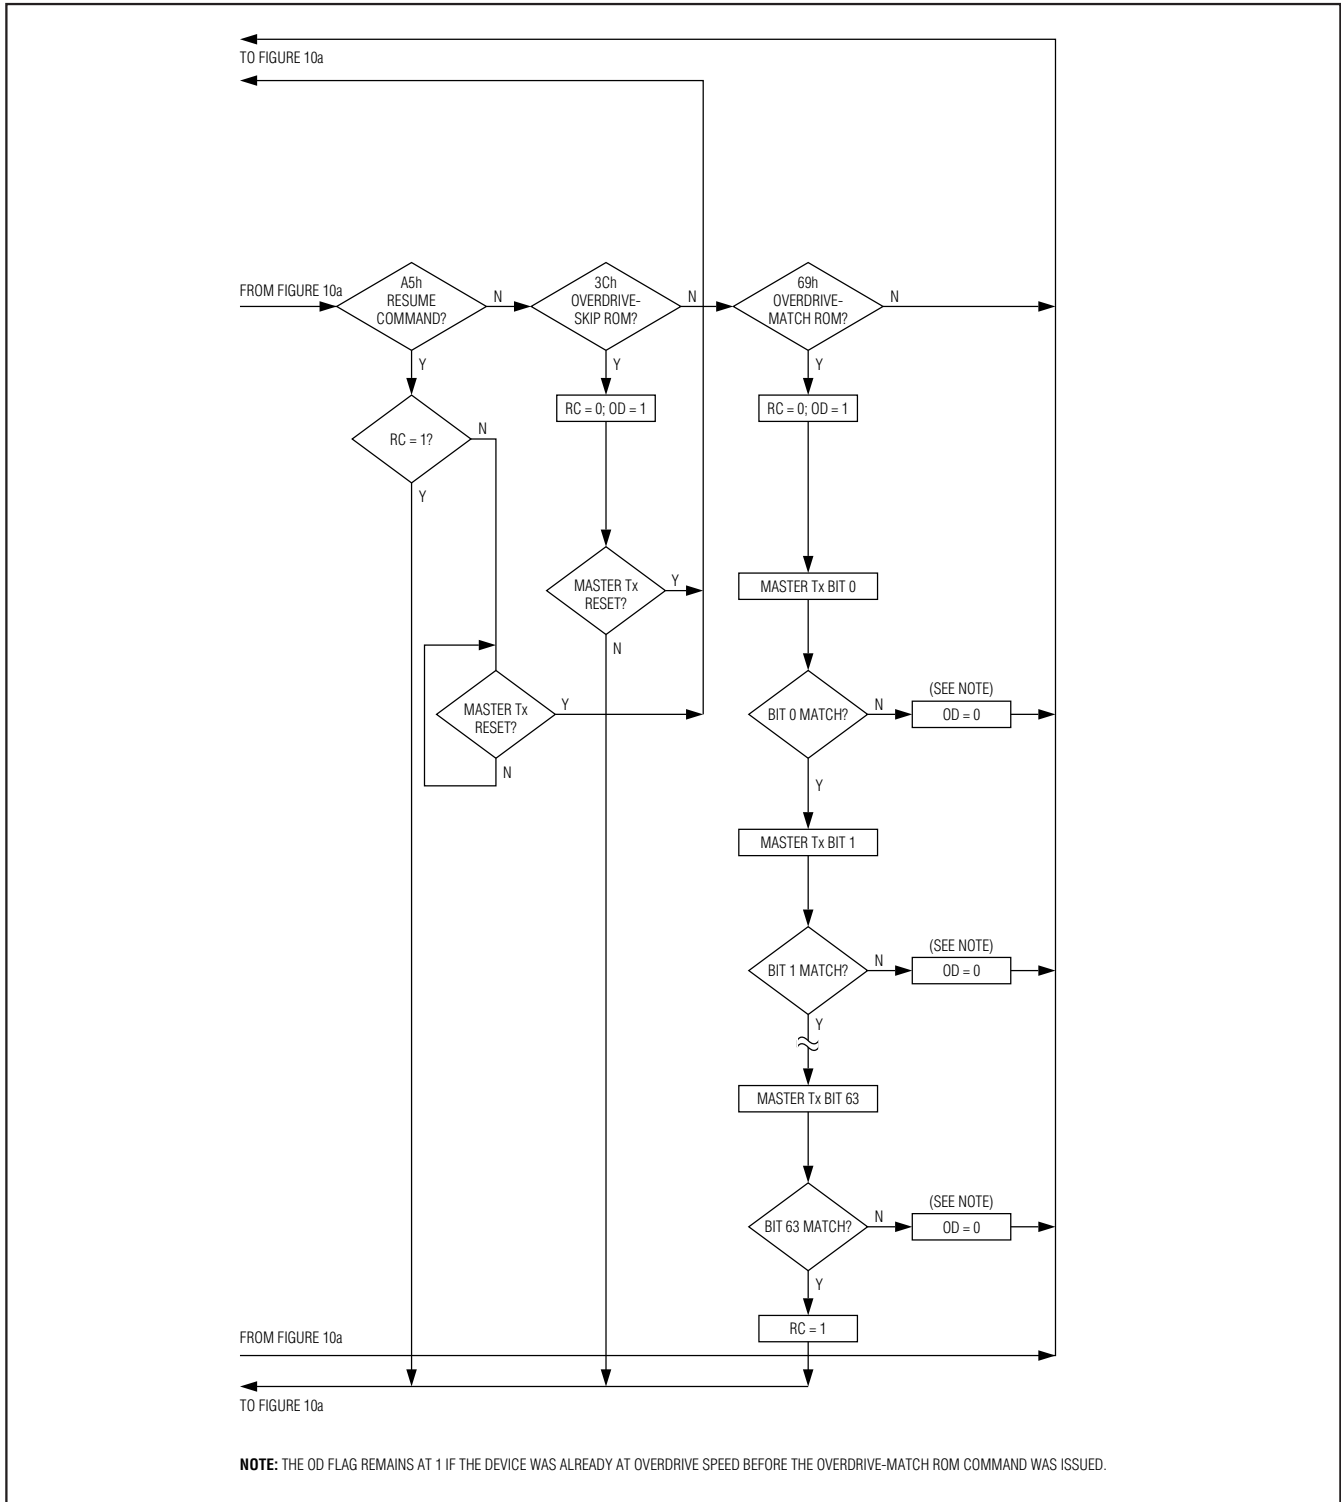 TO FIGURE 10a
FROM FIGURE 10a
A5h
RESUME
COMMAND?
N
3Ch
OVERDRIVE-
SKIP ROM?
N
69h
OVERDRIVE-
MATCH ROM?
N
Y
Y
Y
RC = 0; OD = 1
RC = 0; OD = 1
RC = 1?
N
Y
MASTER Tx
RESET?
Y
N
MASTER Tx BIT 0
MASTER Tx
RESET?
Y
N
BIT 0 MATCH?
N
(SEE NOTE)
OD = 0
Y
MASTER Tx BIT 1
BIT 1 MATCH?
N
(SEE NOTE)
OD = 0
Y
MASTER Tx BIT 63
BIT 63 MATCH?
N
(SEE NOTE)
OD = 0
Y
RC = 1
FROM FIGURE 10a
TO FIGURE 10a
NOTE: THE OD FLAG REMAINS AT 1 IF THE DEVICE WAS ALREADY AT OVERDRIVE SPEED BEFORE THE OVERDRIVE-MATCH ROM COMMAND WAS ISSUED.